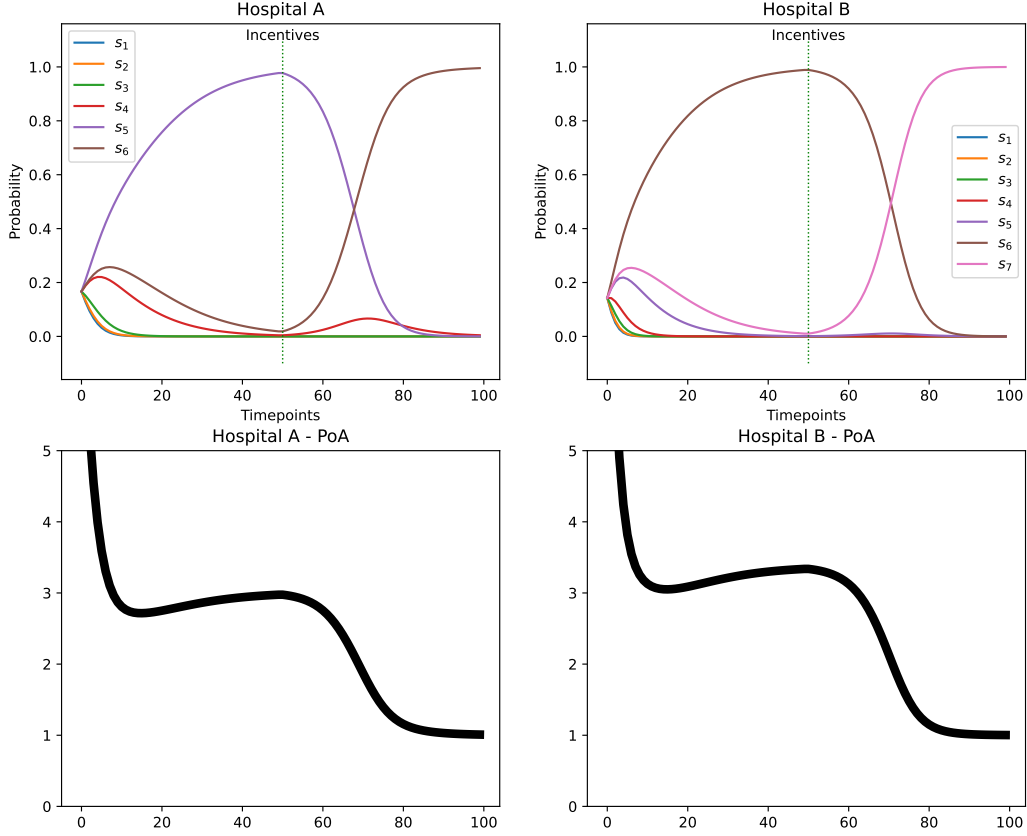 Hospital A
Incentives
s1
s2
s3
s4
s5
s6
1.0
0.8
0.6
0.4
0.2
0.0
Probability
0 20 40 60 80 100
Timepoints
Hospital B
Incentives
s1
s2
s3
s4
s5
s6
s7
1.0
0.8
0.6
0.4
0.2
0.0
Probability
0 20 40 60 80 100
Timepoints
Hospital A - PoA
5
4
3
2
1
0
0 20 40 60 80 100
Hospital B - PoA
5
4
3
2
1
0
0 20 40 60 80 100